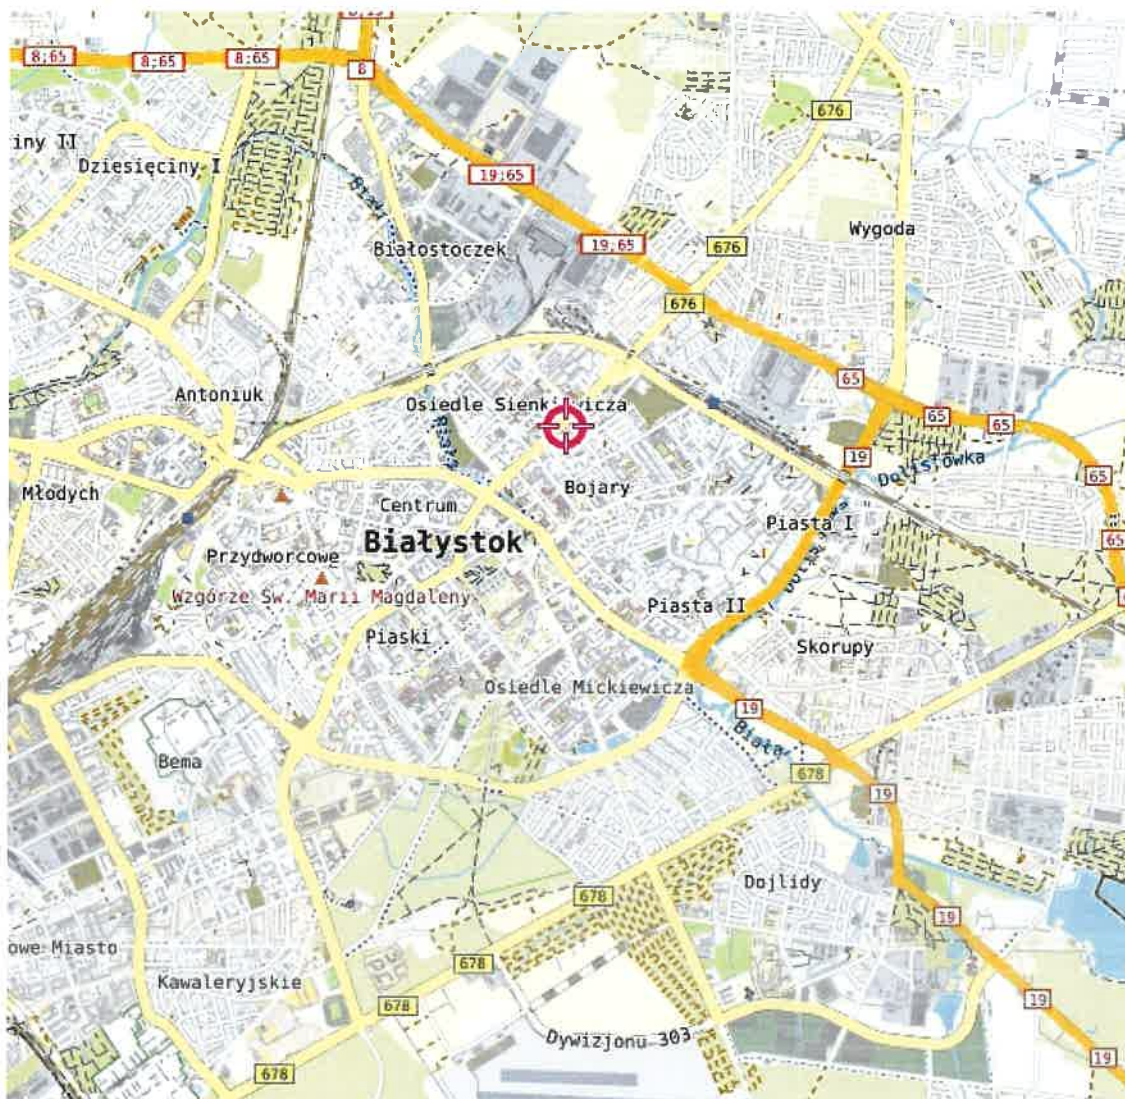 8;65
8;65
8;65
8
iny II
Dziesięciny I
676
19;65
Białostoczek
19;65
676
Wygoda
676
65
Antoniuk
Osiedle Sienkiewicza
65
65
Biała
19
Dolistówka
65
Młodych
Bojary
Centrum
Piasta I
Białystok
65
Przydworcowe
Wzgórze Św. Marii Magdaleny
Piasta II
Piaski
Skorupy
Osiedle Mickiewicza
19
Biała
Bema
678
19
Dojlidy
678
19
owe Miasto
678
Kawaleryjskie
19
678
Dywizjonu 303
19
678